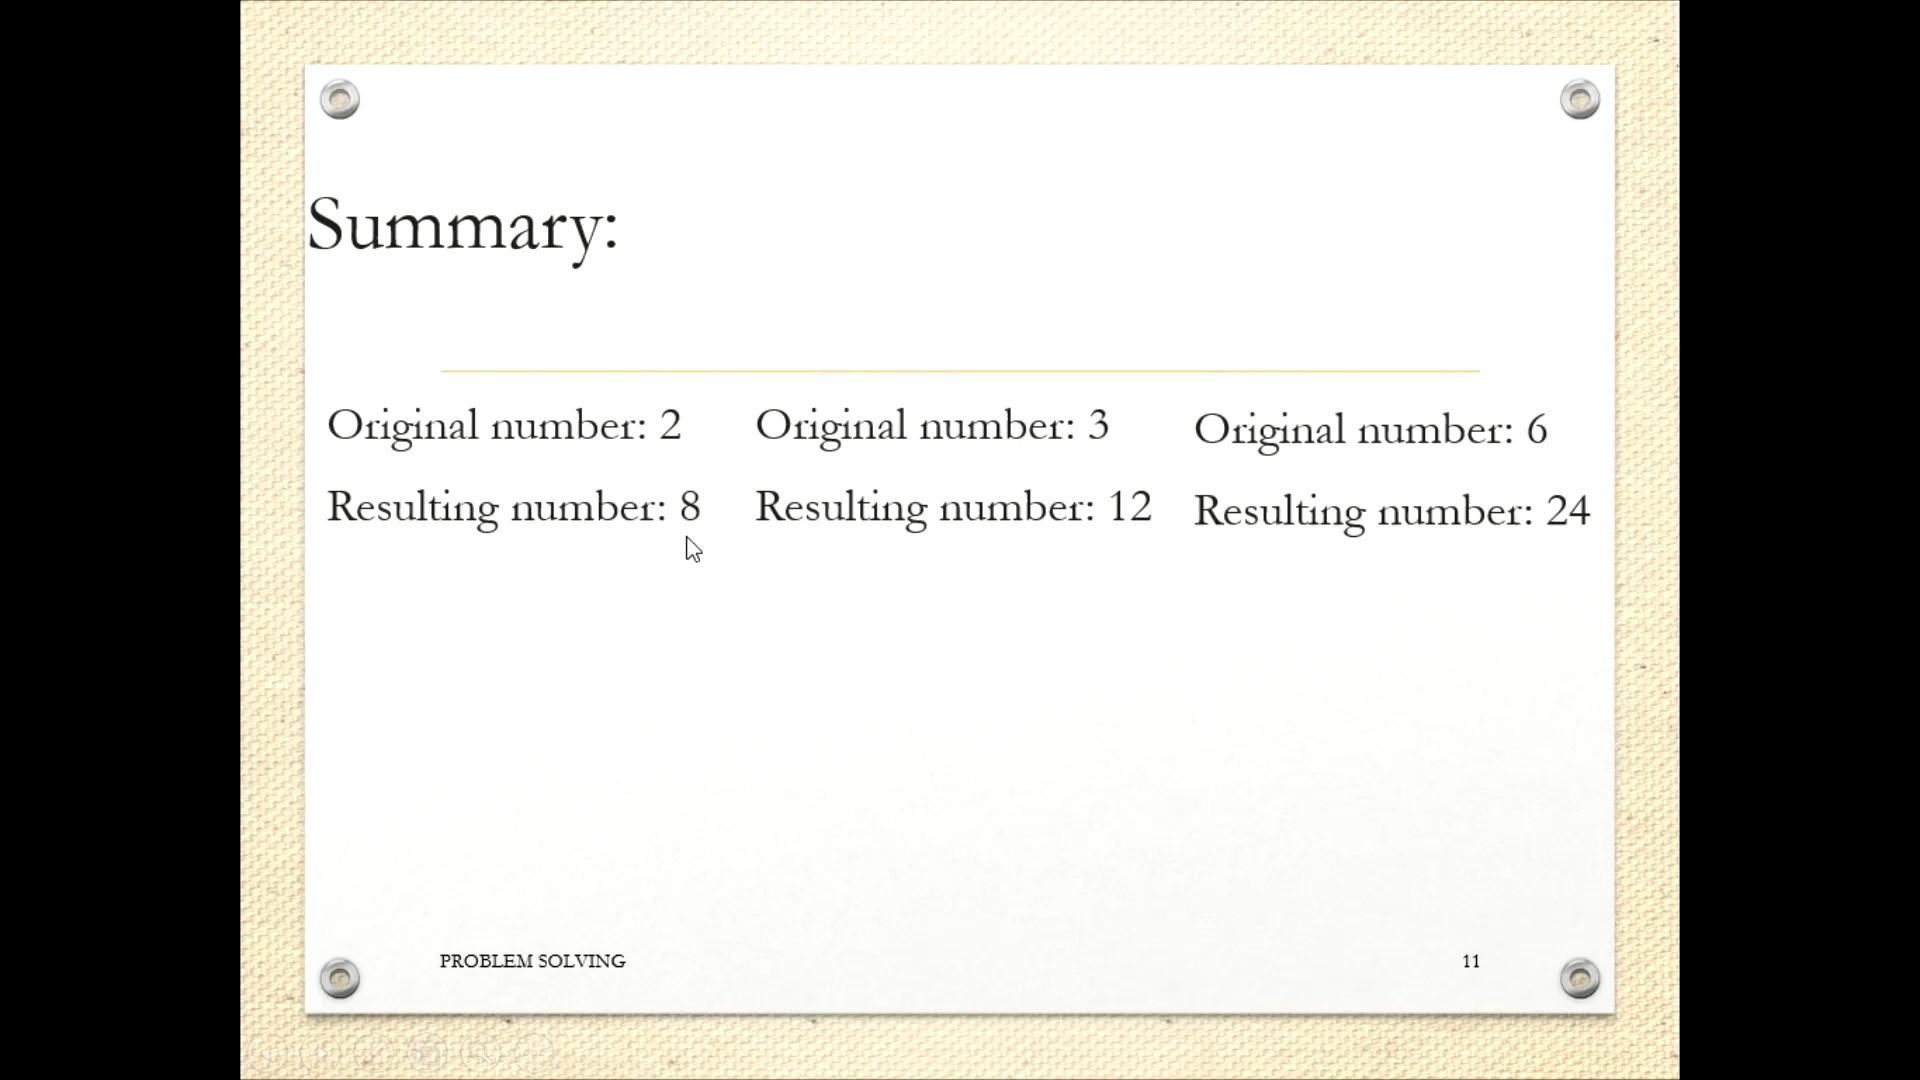 Summary:
Original number: 2
Resulting number: 8
Original number: 3
Resulting number: 12
Original number: 6
Resulting number: 24
PROBLEM SOLVING
11